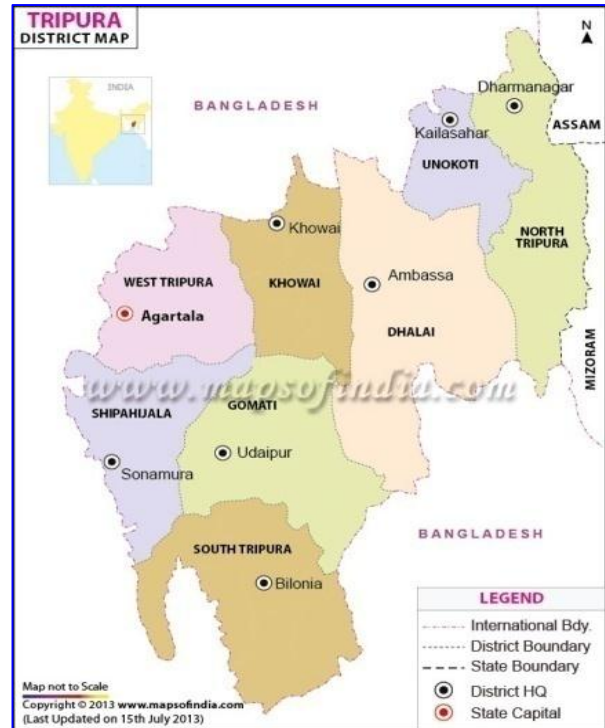 TRIPURA
DISTRICT MAP
N
INDIA
BANGLADESH
Dharmanagar
Kailasahar
ASSAM
UNOKOTI
NORTH
TRIPURA
Khowai
WEST TRIPURA
KHOWAI
Ambassa
Agartala
DHALAI
MIZORAM
www.mapsofindia.com
SHIPAHIJALA
GOMATI
Udaipur
Sonamura
BANGLADESH
SOUTH TRIPURA
Bilonia
LEGEND
International Bdy.
District Boundary
State Boundary
District HQ
State Capital
Map not to Scale
Copyright © 2013 www.mapsofindia.com
(Last Updated on 15th July 2013)